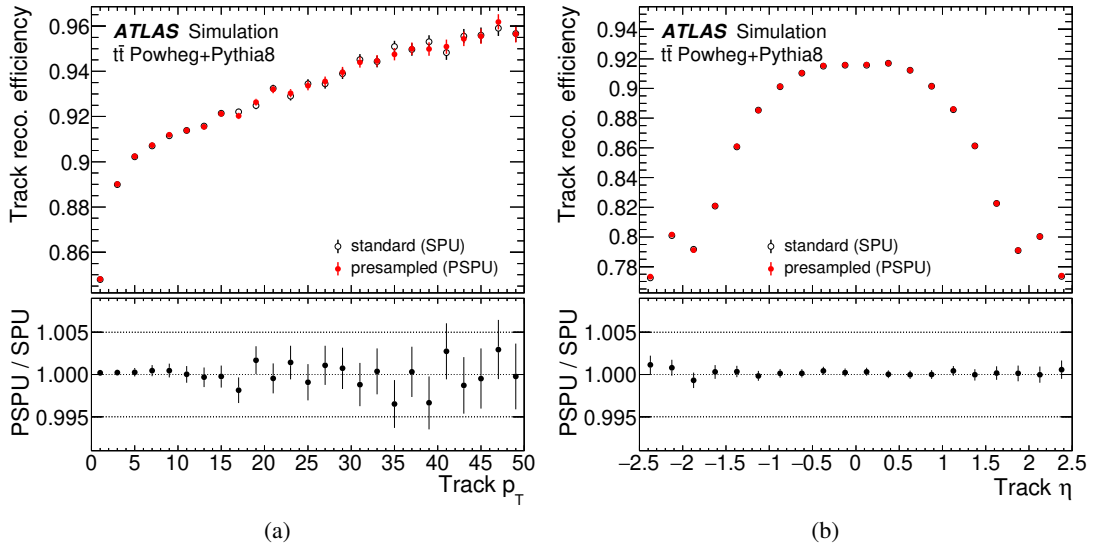 ATLAS Simulation
tt̄ Powheg+Pythia8
Track reco. efficiency
0.96
0.94
0.92
0.9
0.88
0.86
standard (SPU)
presampled (PSPU)
PSPU / SPU
1.005
1.000
0.995
0 5 10 15 20 25 30 35 40 45 50
Track p_T
(a)
ATLAS Simulation
tt̄ Powheg+Pythia8
Track reco. efficiency
0.94
0.92
0.9
0.88
0.86
0.84
0.82
0.8
0.78
standard (SPU)
presampled (PSPU)
PSPU / SPU
1.005
1.000
0.995
−2.5 −2 −1.5 −1 −0.5 0 0.5 1 1.5 2 2.5
Track η
(b)